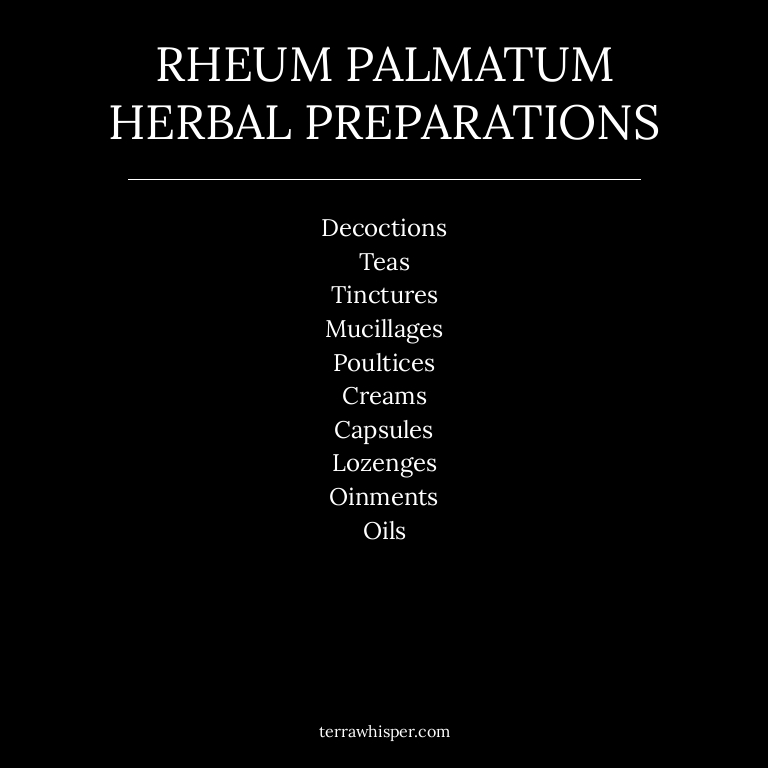 RHEUM PALMATUM
HERBAL PREPARATIONS
Decoctions
Teas
Tinctures
Mucillages
Poultices
Creams
Capsules
Lozenges
Oinments
Oils
terrawhisper.com